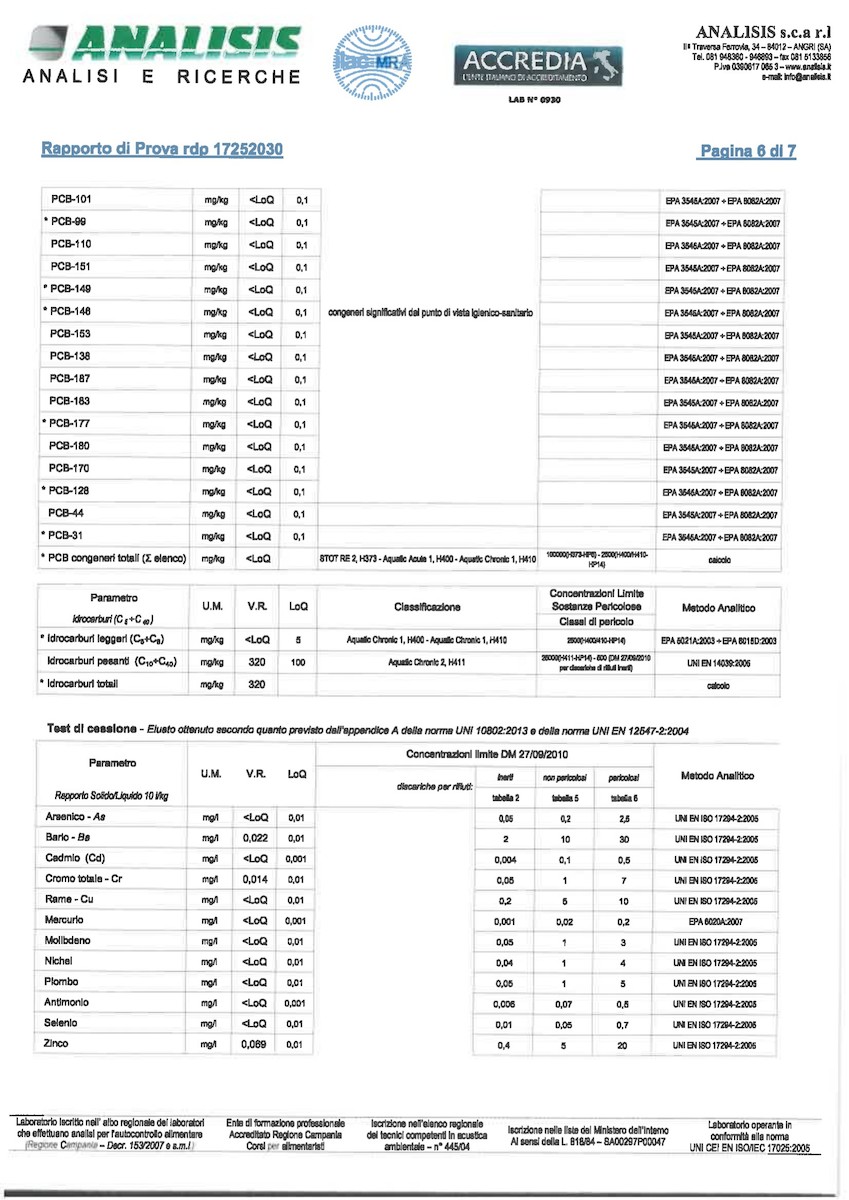 ANALISIS
ANALISI E RICERCHE
ilac-MRA
ACCREDIA
L'ENTE ITALIANO DI ACCREDITAMENTO
LAB N° 0930
ANALISIS s.c.a r.l
IIª Traversa Ferrovia, 34 – 84012 – ANGRI (SA)
Tel. 081 948360 - 946893 – fax 081 5133856
P.iva 0390617 065 3 – www.analisis.it
e-mail: info@analisis.it
Rapporto di Prova rdp 17252030 Pagina 6 di 7
PCB-101 mg/kg <LoQ 0,1 EPA 3545A:2007 + EPA 8082A:2007
* PCB-99 mg/kg <LoQ 0,1 EPA 3545A:2007 + EPA 8082A:2007
PCB-110 mg/kg <LoQ 0,1 EPA 3545A:2007 + EPA 8082A:2007
PCB-151 mg/kg <LoQ 0,1 EPA 3545A:2007 + EPA 8082A:2007
* PCB-149 mg/kg <LoQ 0,1 EPA 3545A:2007 + EPA 8082A:2007
* PCB-146 mg/kg <LoQ 0,1 congeneri significativi dal punto di vista igienico-sanitario EPA 3545A:2007 + EPA 8082A:2007
PCB-153 mg/kg <LoQ 0,1 EPA 3545A:2007 + EPA 8082A:2007
PCB-138 mg/kg <LoQ 0,1 EPA 3545A:2007 + EPA 8082A:2007
PCB-187 mg/kg <LoQ 0,1 EPA 3545A:2007 + EPA 8082A:2007
PCB-183 mg/kg <LoQ 0,1 EPA 3545A:2007 + EPA 8082A:2007
* PCB-177 mg/kg <LoQ 0,1 EPA 3545A:2007 + EPA 8082A:2007
PCB-180 mg/kg <LoQ 0,1 EPA 3545A:2007 + EPA 8082A:2007
PCB-170 mg/kg <LoQ 0,1 EPA 3545A:2007 + EPA 8082A:2007
* PCB-128 mg/kg <LoQ 0,1 EPA 3545A:2007 + EPA 8082A:2007
PCB-44 mg/kg <LoQ 0,1 EPA 3545A:2007 + EPA 8082A:2007
* PCB-31 mg/kg <LoQ 0,1 EPA 3545A:2007 + EPA 8082A:2007
* PCB congeneri totali (Σ elenco) mg/kg <LoQ STOT RE 2, H373 - Aquatic Acute 1, H400 - Aquatic Chronic 1, H410 100000(H373-HP5) - 2500(H400/H410-HP14) calcolo
Parametro U.M. V.R. LoQ Classificazione Concentrazioni Limite Sostanze Pericolose Metodo Analitico
Idrocarburi (C5÷C40) Classi di pericolo
* Idrocarburi leggeri (C5÷C8) mg/kg <LoQ 5 Aquatic Chronic 1, H400 - Aquatic Chronic 1, H410 2500(H400/410-HP14) EPA 5021A:2003 + EPA 8015D:2003
Idrocarburi pesanti (C10÷C40) mg/kg 320 100 Aquatic Chronic 2, H411 25000(H411-HP14) - 500 (DM 27/09/2010 per discariche di rifiuti inerti) UNI EN 14039:2005
* Idrocarburi totali mg/kg 320 calcolo
Test di cessione - Eluato ottenuto secondo quanto previsto dall'appendice A della norma UNI 10802:2013 e della norma UNI EN 12547-2:2004
Parametro U.M. V.R. LoQ Concentrazioni limite DM 27/09/2010 Metodo Analitico
discariche per rifiuti: inerti non pericolosi pericolosi
Rapporto Solido/Liquido 10 l/kg tabella 2 tabella 5 tabella 6
Arsenico - As mg/l <LoQ 0,01 0,05 0,2 2,5 UNI EN ISO 17294-2:2005
Bario - Ba mg/l 0,022 0,01 2 10 30 UNI EN ISO 17294-2:2005
Cadmio (Cd) mg/l <LoQ 0,001 0,004 0,1 0,5 UNI EN ISO 17294-2:2005
Cromo totale - Cr mg/l 0,014 0,01 0,05 1 7 UNI EN ISO 17294-2:2005
Rame - Cu mg/l <LoQ 0,01 0,2 5 10 UNI EN ISO 17294-2:2005
Mercurio mg/l <LoQ 0,001 0,001 0,02 0,2 EPA 6020A:2007
Molibdeno mg/l <LoQ 0,01 0,05 1 3 UNI EN ISO 17294-2:2005
Nichel mg/l <LoQ 0,01 0,04 1 4 UNI EN ISO 17294-2:2005
Piombo mg/l <LoQ 0,01 0,05 1 5 UNI EN ISO 17294-2:2005
Antimonio mg/l <LoQ 0,001 0,006 0,07 0,5 UNI EN ISO 17294-2:2005
Selenio mg/l <LoQ 0,01 0,01 0,05 0,7 UNI EN ISO 17294-2:2005
Zinco mg/l 0,069 0,01 0,4 5 20 UNI EN ISO 17294-2:2005
Laboratorio iscritto nell' albo regionale dei laboratori
che effettuano analisi per l'autocontrollo alimentare
(Regione Campania – Decr. 153/2007 e s.m.i.)
Ente di formazione professionale
Accreditato Regione Campania
Corsi per alimentaristi
Iscrizione nell'elenco regionale
dei tecnici competenti in acustica
ambientale – n° 445/04
Iscrizione nelle liste del Ministero dell'Interno
Ai sensi della L. 818/84 – SA00297P00047
Laboratorio operante in
conformità alla norma
UNI CEI EN ISO/IEC 17025:2005